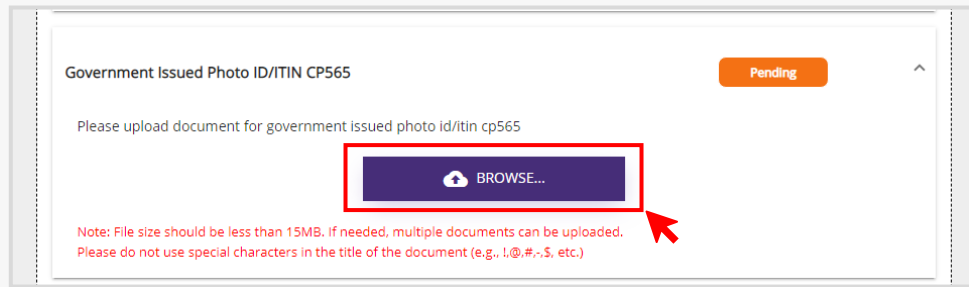 Government Issued Photo ID/ITIN CP565
Pending
Please upload document for government issued photo id/itin cp565
BROWSE...
Note: File size should be less than 15MB. If needed, multiple documents can be uploaded.
Please do not use special characters in the title of the document (e.g., !,@,#,-,$, etc.)